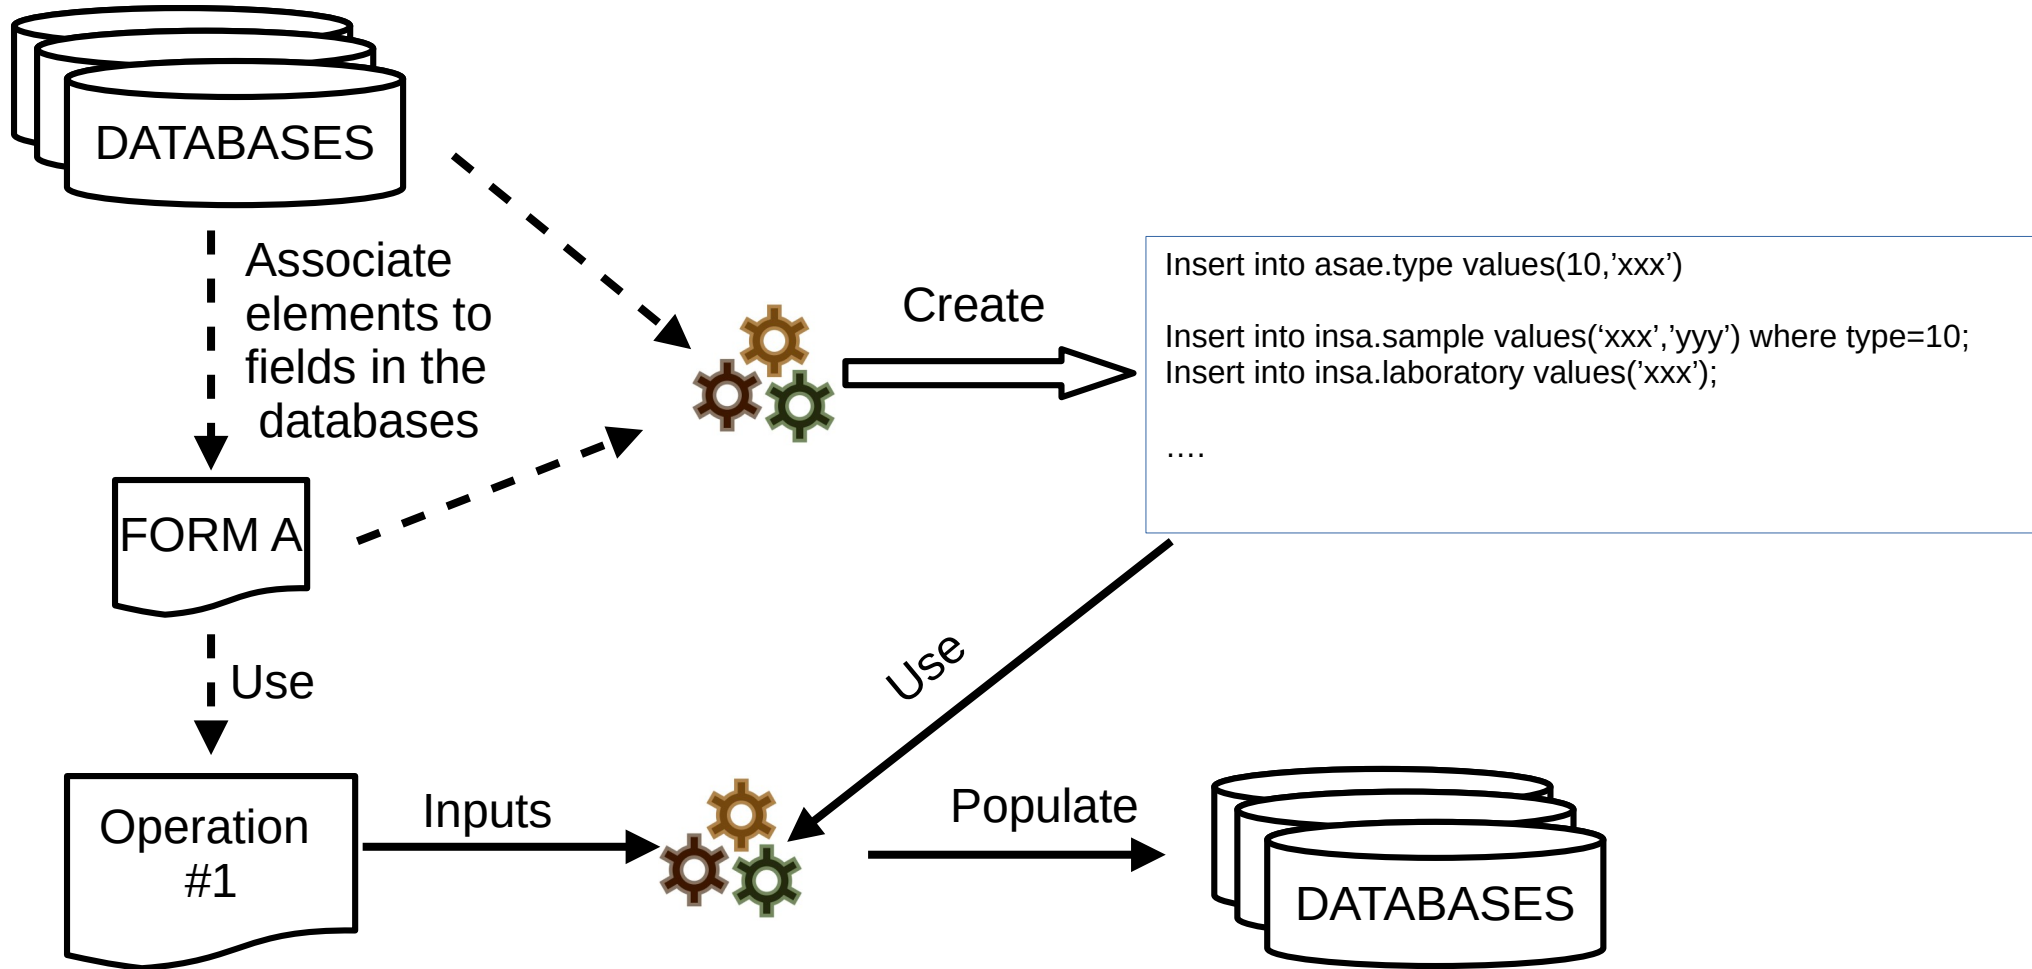 DATABASES
Associate
elements to
fields in the
databases
Create
Insert into asae.type values(10,’xxx’)
Insert into insa.sample values(‘xxx’,’yyy’) where type=10;
Insert into insa.laboratory values(’xxx’);
….
FORM A
Use
Use
Operation
#1
Inputs
Populate
DATABASES